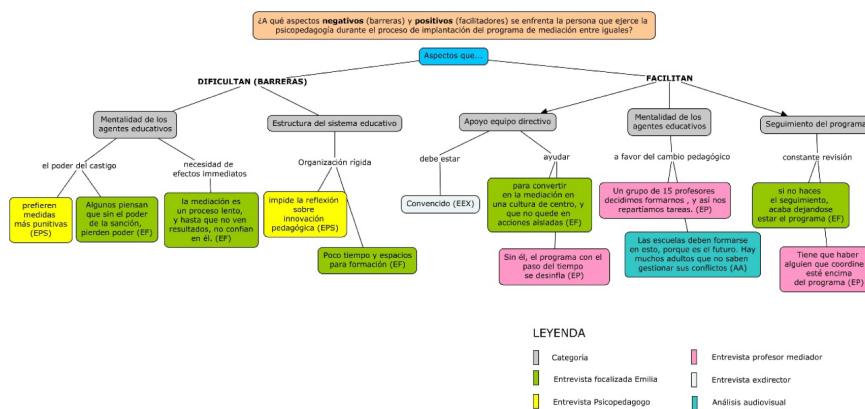 ¿A qué aspectos negativos (barreras) y positivos (facilitadores) se enfrenta la persona que ejerce la
psicopedagogía durante el proceso de implantación del programa de mediación entre iguales?
Aspectos que...
DIFICULTAN (BARRERAS)
FACILITAN
Mentalidad de los
agentes educativos
Estructura del sistema educativo
Apoyo equipo directivo
Mentalidad de los
agentes educativos
Seguimiento del programa
el poder del castigo
necesidad de
efectos inmediatos
Organización rígida
debe estar
ayudar
a favor del cambio pedagógico
constante revisión
prefieren
medidas
más punitivas
(EPS)
Algunos piensan
que sin el poder
de la sanción,
pierden poder (EF)
la mediación es
un proceso lento, y
hasta que no ven
resultados, no confian
en él. (EF)
impide la reflexión
sobre
innovación
pedagógica (EPS)
Poco tiempo y espacios
para formación (EF)
Convencido (EEX)
para convertir
en la mediación en
una cultura de centro, y
que no quede en
acciones aisladas (EF)
Sin él, el programa con el
paso del tiempo
se desinfla (EP)
Un grupo de 15 profesores
decidimos formarnos , y así nos
repartíamos tareas. (EP)
Las escuelas deben formarse
en esto, porque es el futuro. Hay
muchos adultos que no saben
gestionar sus conflictos (AA)
si no haces
el seguimiento,
acaba dejandose
estar el programa (EF)
Tiene que haber
alguien que coordine
esté encima
del programa (EP)
LEYENDA
Categoría
Entrevista focalizada Emilia
Entrevista Psicopedagogo
Entrevista profesor mediador
Entrevista exdirector
Análisis audiovisual